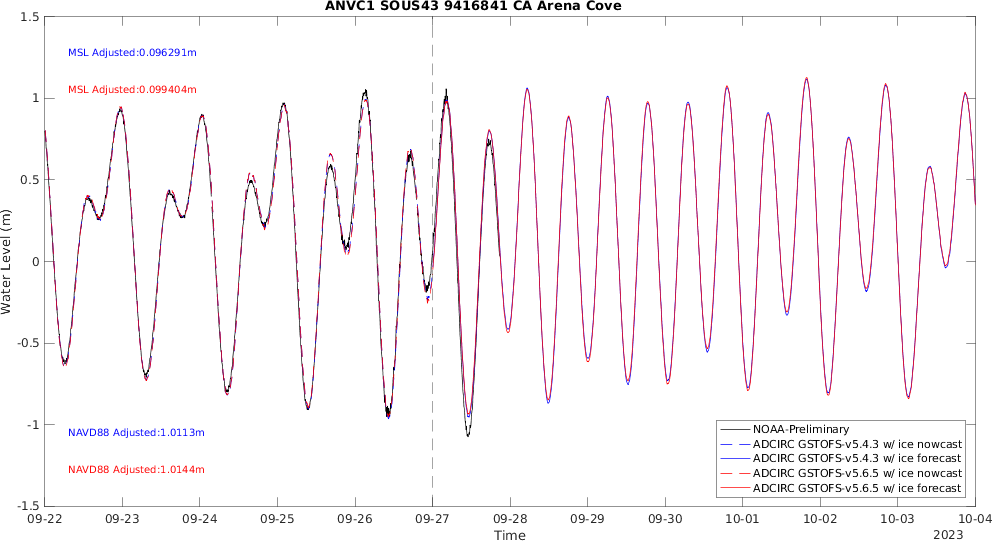 ANVC1 SOUS43 9416841 CA Arena Cove
1.5
1
0.5
0
-0.5
-1
-1.5
Water Level (m)
MSL Adjusted:0.096291m
MSL Adjusted:0.099404m
NAVD88 Adjusted:1.0113m
NAVD88 Adjusted:1.0144m
NOAA-Preliminary
ADCIRC GSTOFS-v5.4.3 w/ ice nowcast
ADCIRC GSTOFS-v5.4.3 w/ ice forecast
ADCIRC GSTOFS-v5.6.5 w/ ice nowcast
ADCIRC GSTOFS-v5.6.5 w/ ice forecast
09-22 09-23 09-24 09-25 09-26 09-27 09-28 09-29 09-30 10-01 10-02 10-03 10-04
Time
2023